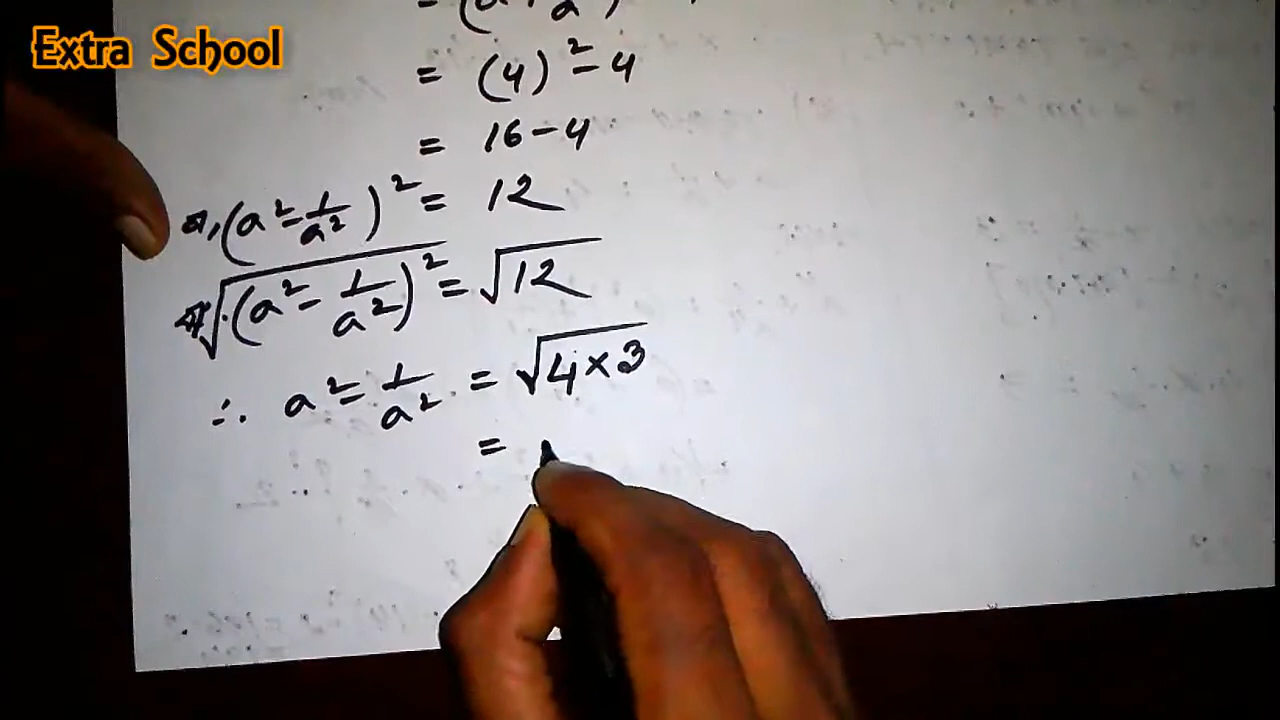 Extra School
= (4)² - 4
= 16 - 4
বা, (a² - 1/a²)² = 12
√(a² - 1/a²)² = √12
∴ a² - 1/a² = √4×3
=